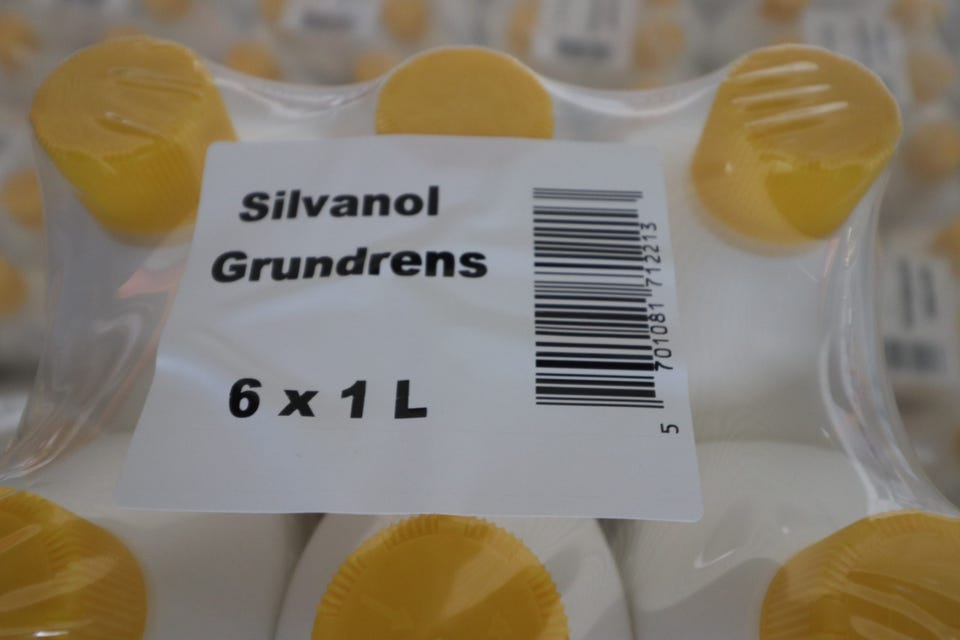 Silvanol
Grundrens
6 x 1 L
5 701081 712213